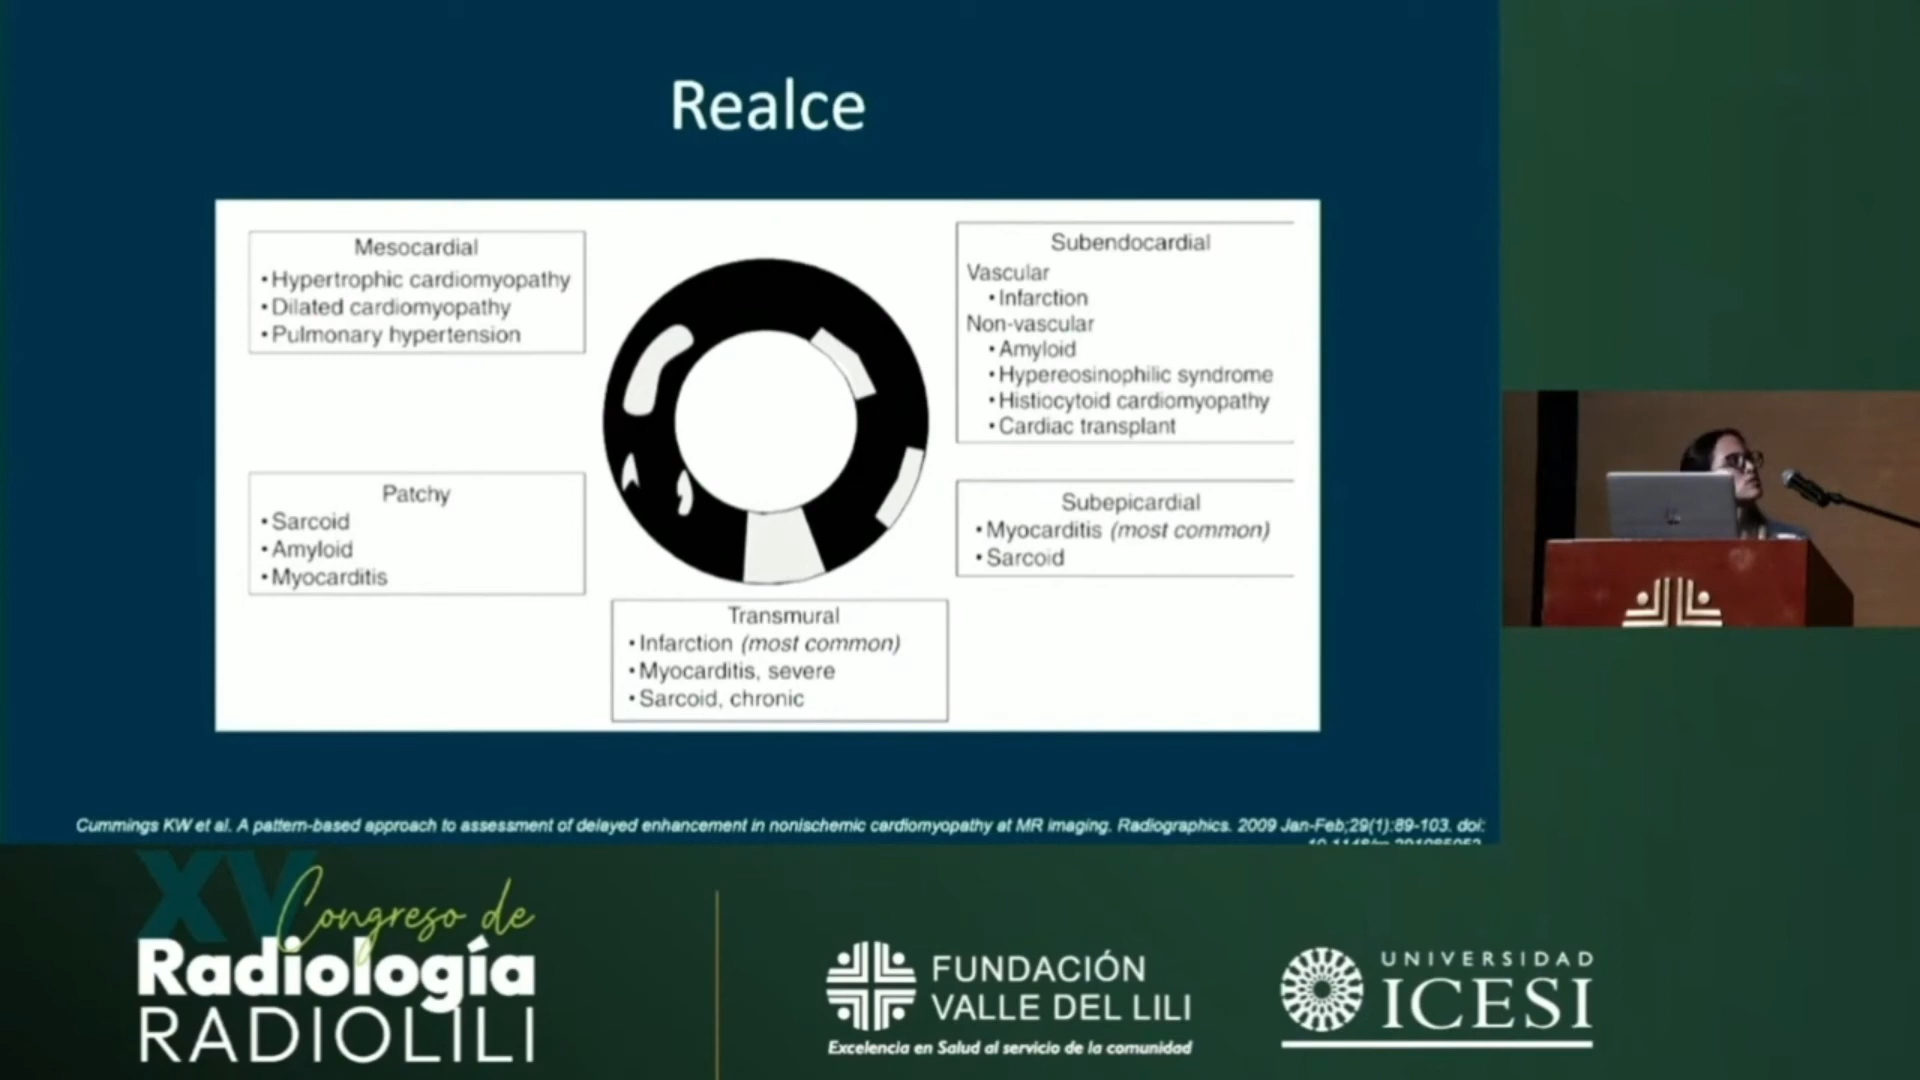 Realce
Mesocardial
• Hypertrophic cardiomyopathy
• Dilated cardiomyopathy
• Pulmonary hypertension
Patchy
• Sarcoid
• Amyloid
• Myocarditis
Transmural
• Infarction (most common)
• Myocarditis, severe
• Sarcoid, chronic
Subendocardial
Vascular
• Infarction
Non-vascular
• Amyloid
• Hypereosinophilic syndrome
• Histiocytoid cardiomyopathy
• Cardiac transplant
Subepicardial
• Myocarditis (most common)
• Sarcoid
Cummings KW et al. A pattern-based approach to assessment of delayed enhancement in nonischemic cardiomyopathy at MR imaging. Radiographics. 2009 Jan-Feb;29(1):89-103. doi:
XV Congreso de
Radiología
RADIOLILI
FUNDACIÓN
VALLE DEL LILI
Excelencia en Salud al servicio de la comunidad
UNIVERSIDAD
ICESI